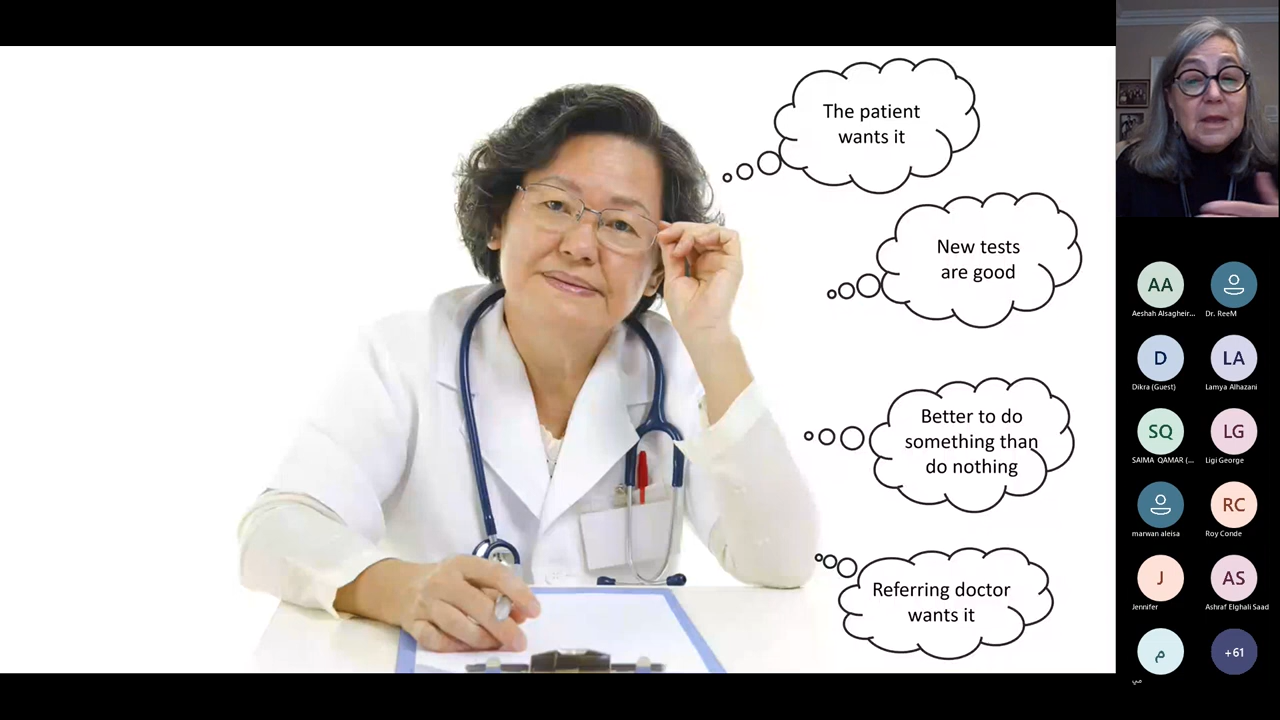 The patient
wants it
New tests
are good
Better to do
something than
do nothing
Referring doctor
wants it
AA
Aeshah Alsagheir...
Dr. ReeM
D
Dikra (Guest)
LA
Lamya Alhazani
SQ
SAIMA QAMAR (...
LG
Ligi George
marwan aleisa
RC
Roy Conde
J
Jennifer
AS
Ashraf Elghali Saad
م
مي
+61